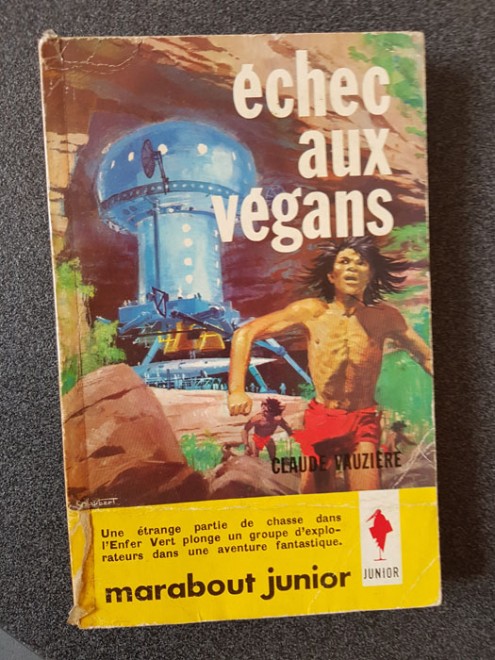 échec
aux
végans
CLAUDE VAUZIÈRE
Une étrange partie de chasse dans
l'Enfer Vert plonge un groupe d'explo-
rateurs dans une aventure fantastique.
marabout junior
JUNIOR